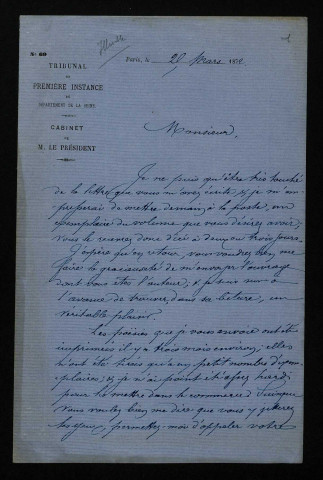 No 69
TRIBUNAL
DE
PREMIÈRE INSTANCE
DU
DÉPARTEMENT DE LA SEINE
CABINET
DE
M. LE PRÉSIDENT
Paris, le 25 Mars
Monsieur,
Je ne puis qu'être très touché
de la lettre que vous m'avez écrite, et je m'em-
presserai de mettre demain, à la poste, un
exemplaire du volume que vous désirez avoir,
vous le recevrez donc d'ici à deux ou trois jours.
J'espère qu'en retour, vous voudrez bien, me
faire la gracieuseté de m'envoyer l'ouvrage
dont vous êtes l'auteur, et je suis sûr à
l'avance de trouver, dans sa lecture, un
véritable plaisir.
Les poésies que je vous envoie ont été
imprimées il y a trois mois environ; elles
n'ont été tirées qu'à un petit nombre d'exem-
plaires; et je n'ai point été assez hardi
pour les mettre dans le commerce. Puisque
vous voulez bien me dire que vous y jetterez
les yeux, permettez-moi d'appeler votre